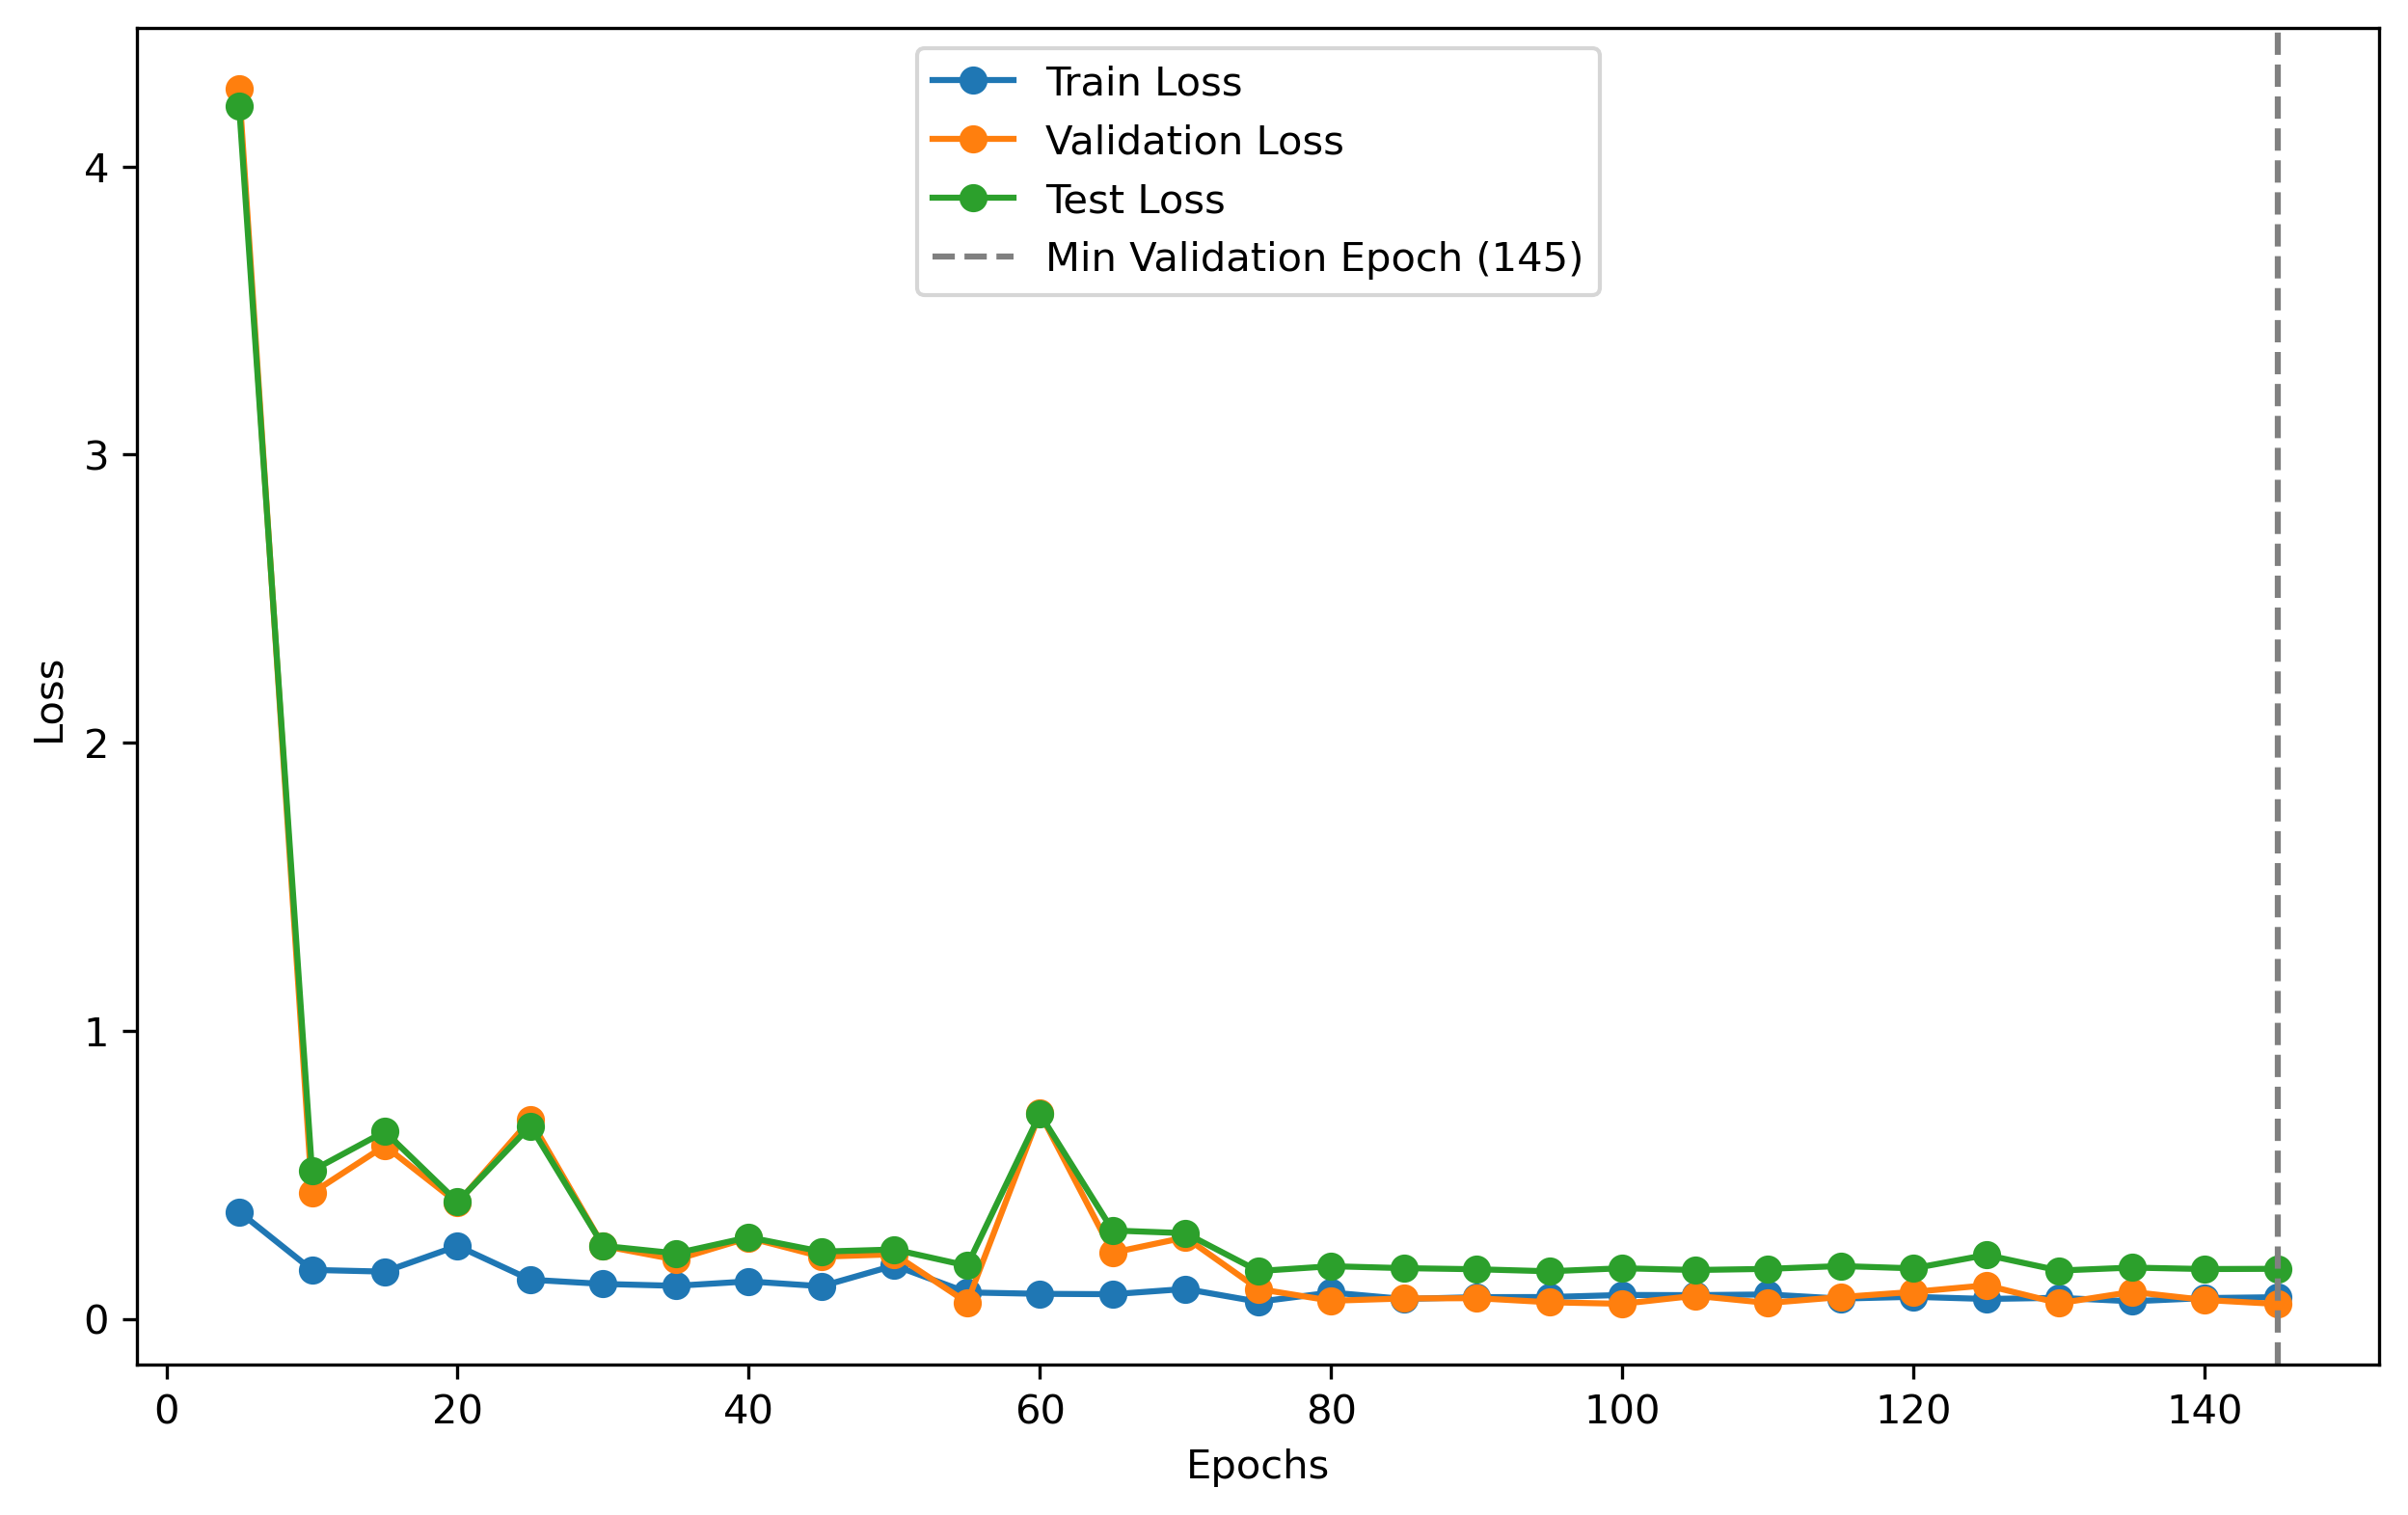 Train Loss
Validation Loss
Test Loss
Min Validation Epoch (145)
4
3
2
1
0
Loss
0 20 40 60 80 100 120 140
Epochs